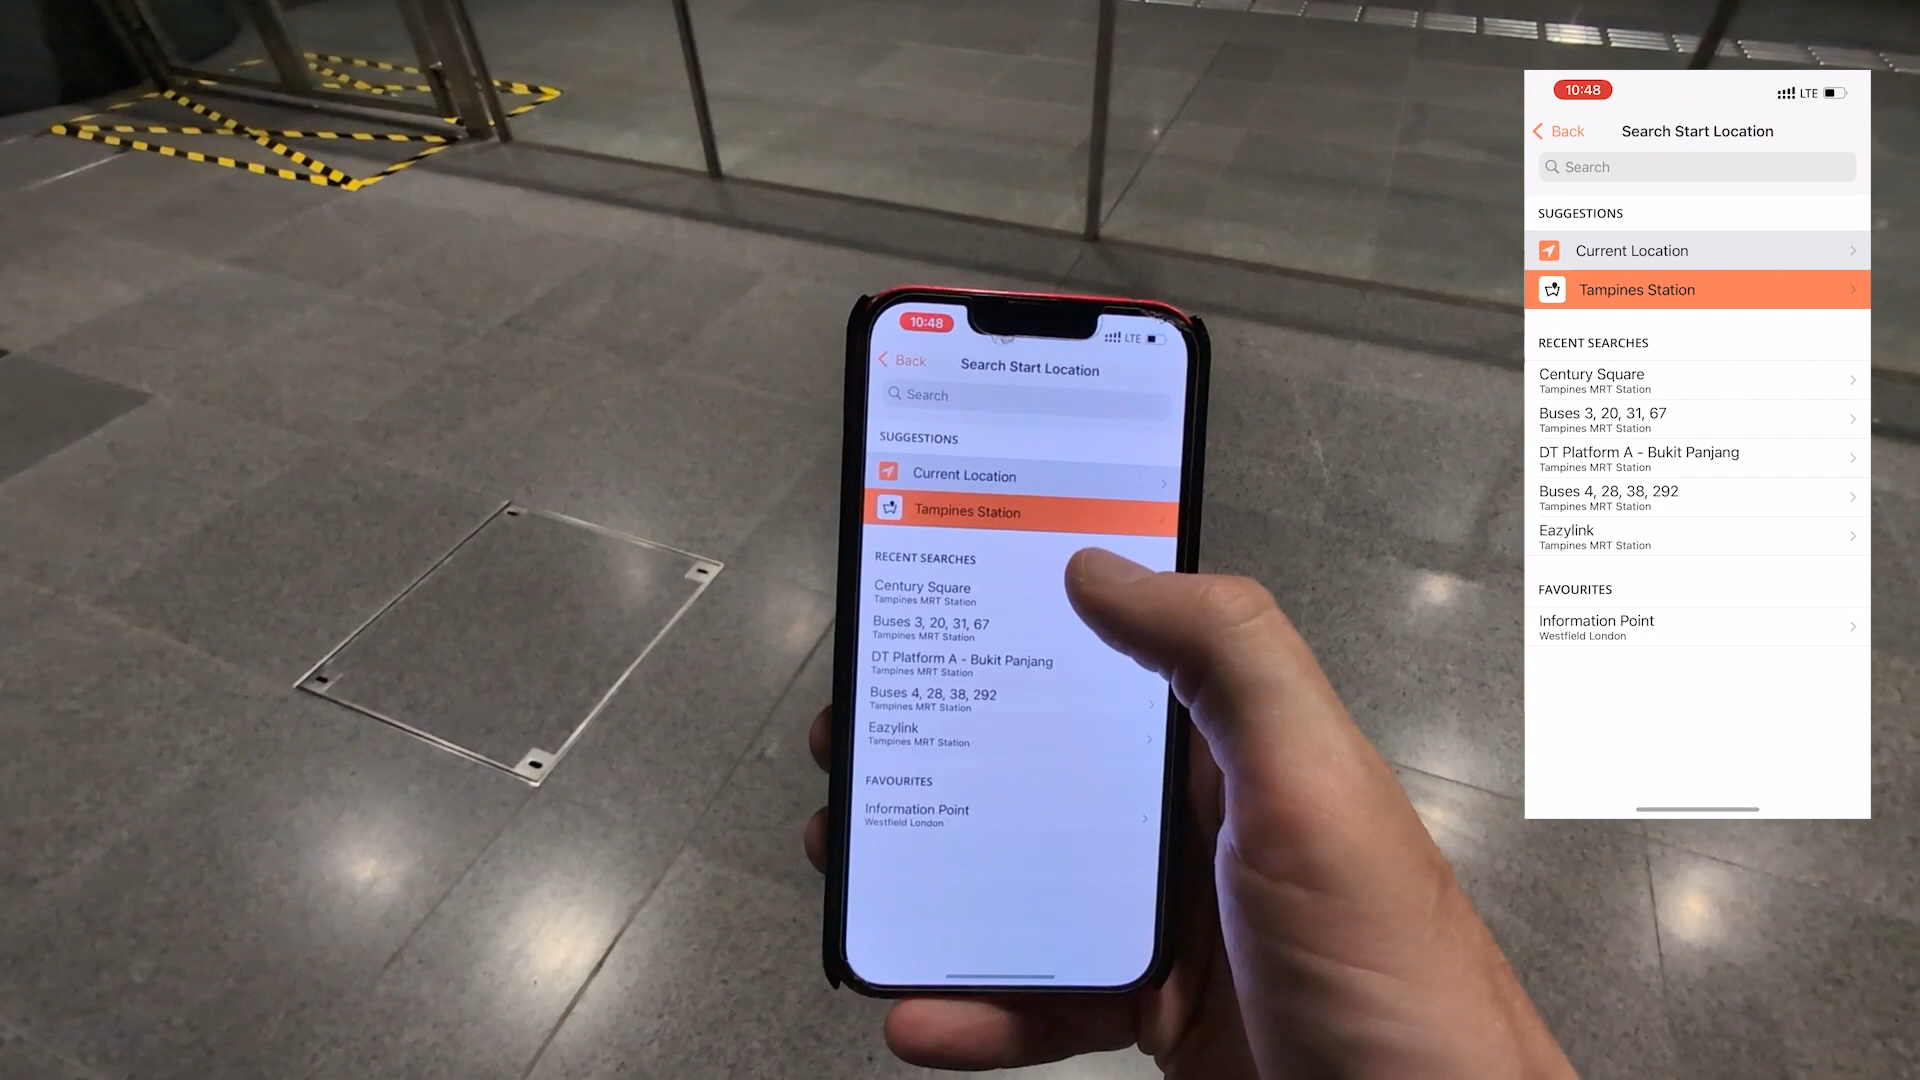 10:48
LTE
Back
Search Start Location
Search
SUGGESTIONS
Current Location
Tampines Station
RECENT SEARCHES
Century Square
Tampines MRT Station
Buses 3, 20, 31, 67
Tampines MRT Station
DT Platform A - Bukit Panjang
Tampines MRT Station
Buses 4, 28, 38, 292
Tampines MRT Station
Eazylink
Tampines MRT Station
FAVOURITES
Information Point
Westfield London
10:48
LTE
Back
Search Start Location
Search
SUGGESTIONS
Current Location
Tampines Station
RECENT SEARCHES
Century Square
Tampines MRT Station
Buses 3, 20, 31, 67
Tampines MRT Station
DT Platform A - Bukit Panjang
Tampines MRT Station
Buses 4, 28, 38, 292
Tampines MRT Station
Eazylink
Tampines MRT Station
FAVOURITES
Information Point
Westfield London